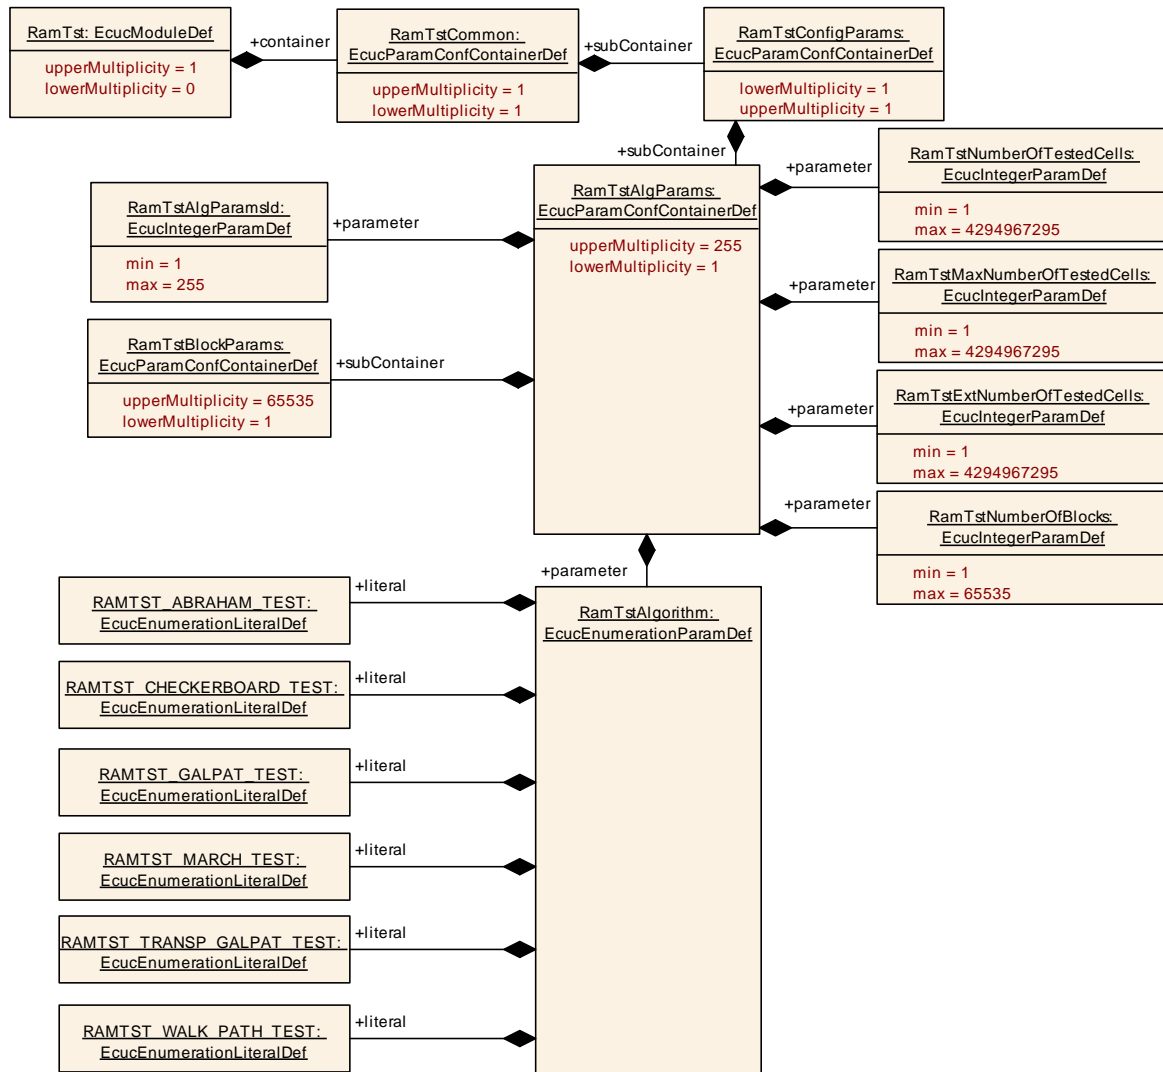 RamTst: EcucModuleDef
upperMultiplicity = 1
lowerMultiplicity = 0
+container
RamTstCommon:
EcucParamConfContainerDef
upperMultiplicity = 1
lowerMultiplicity = 1
+subContainer
RamTstConfigParams:
EcucParamConfContainerDef
lowerMultiplicity = 1
upperMultiplicity = 1
+subContainer
RamTstAlgParams:
EcucParamConfContainerDef
upperMultiplicity = 255
lowerMultiplicity = 1
+parameter
RamTstNumberOfTestedCells:
EcucIntegerParamDef
min = 1
max = 4294967295
RamTstAlgParamsId:
EcucIntegerParamDef
min = 1
max = 255
+parameter
+parameter
RamTstMaxNumberOfTestedCells:
EcucIntegerParamDef
min = 1
max = 4294967295
RamTstBlockParams:
EcucParamConfContainerDef
upperMultiplicity = 65535
lowerMultiplicity = 1
+subContainer
+parameter
RamTstExtNumberOfTestedCells:
EcucIntegerParamDef
min = 1
max = 4294967295
+parameter
RamTstNumberOfBlocks:
EcucIntegerParamDef
min = 1
max = 65535
+parameter
RamTstAlgorithm:
EcucEnumerationParamDef
RAMTST_ABRAHAM_TEST:
EcucEnumerationLiteralDef
+literal
RAMTST_CHECKERBOARD_TEST:
EcucEnumerationLiteralDef
+literal
RAMTST_GALPAT_TEST:
EcucEnumerationLiteralDef
+literal
RAMTST_MARCH_TEST:
EcucEnumerationLiteralDef
+literal
RAMTST_TRANSP_GALPAT_TEST:
EcucEnumerationLiteralDef
+literal
RAMTST_WALK_PATH_TEST:
EcucEnumerationLiteralDef
+literal